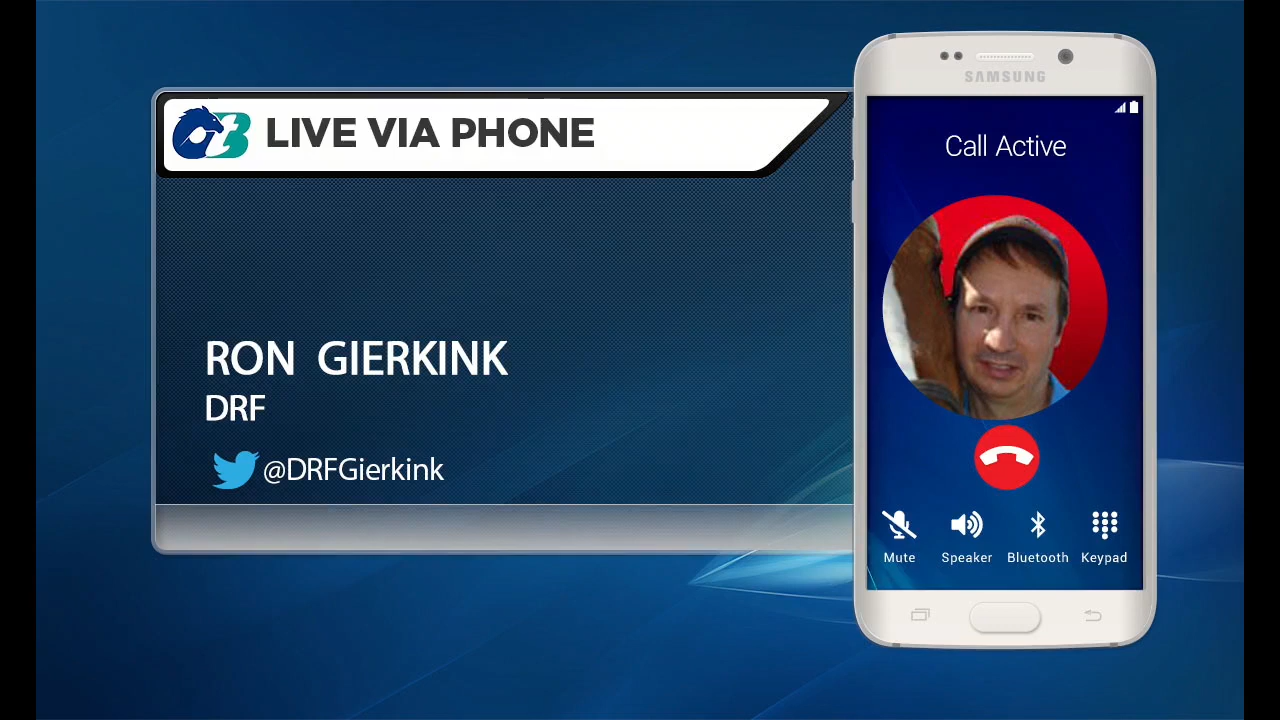 LIVE VIA PHONE
RON GIERKINK
DRF
@DRFGierkink
SAMSUNG
Call Active
Mute Speaker Bluetooth Keypad